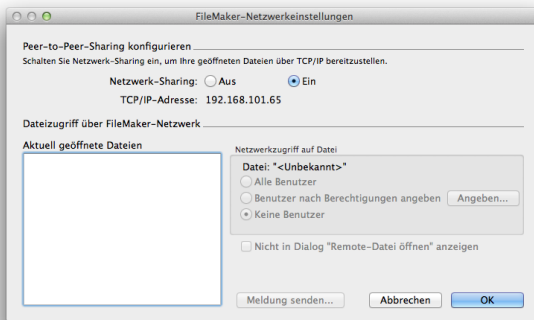 FileMaker-Netzwerkeinstellungen
Peer-to-Peer-Sharing konfigurieren
Schalten Sie Netzwerk-Sharing ein, um Ihre geöffneten Dateien über TCP/IP bereitzustellen.
Netzwerk-Sharing: Aus Ein
TCP/IP-Adresse: 192.168.101.65
Dateizugriff über FileMaker-Netzwerk
Aktuell geöffnete Dateien
Netzwerkzugriff auf Datei
Datei: "<Unbekannt>"
Alle Benutzer
Benutzer nach Berechtigungen angeben Angeben...
Keine Benutzer
Nicht in Dialog "Remote-Datei öffnen" anzeigen
Meldung senden... Abbrechen OK